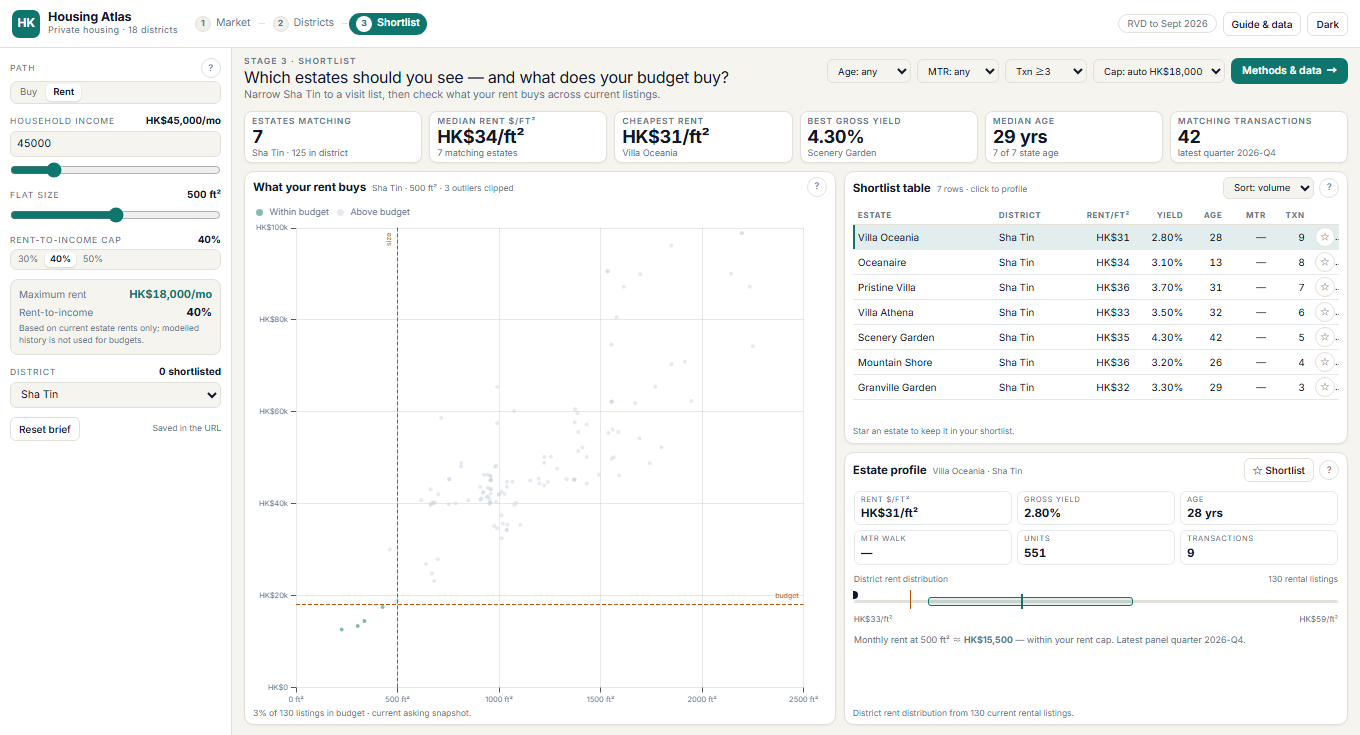 HK
Housing Atlas
Private housing · 18 districts
1 Market
2 Districts
3 Shortlist
RVD to Sept 2026
Guide & data
Dark
PATH
?
Buy
Rent
HOUSEHOLD INCOME HK$45,000/mo
45000
FLAT SIZE 500 ft²
RENT-TO-INCOME CAP 40%
30% 40% 50%
Maximum rent HK$18,000/mo
Rent-to-income 40%
Based on current estate rents only; modelled
history is not used for budgets.
DISTRICT 0 shortlisted
Sha Tin
Reset brief
Saved in the URL
STAGE 3 · SHORTLIST
Which estates should you see — and what does your budget buy?
Narrow Sha Tin to a visit list, then check what your rent buys across current listings.
Age: any
MTR: any
Txn ≥3
Cap: auto HK$18,000
Methods & data →
ESTATES MATCHING
7
Sha Tin · 125 in district
MEDIAN RENT $/FT²
HK$34/ft²
7 matching estates
CHEAPEST RENT
HK$31/ft²
Villa Oceania
BEST GROSS YIELD
4.30%
Scenery Garden
MEDIAN AGE
29 yrs
7 of 7 state age
MATCHING TRANSACTIONS
42
latest quarter 2026-Q4
What your rent buys Sha Tin · 500 ft² · 3 outliers clipped
?
Within budget
Above budget
HK$100k
HK$80k
HK$60k
HK$40k
HK$20k
HK$0
size
budget
0 ft² 500 ft² 1000 ft² 1500 ft² 2000 ft² 2500 ft²
3% of 130 listings in budget · current asking snapshot.
Shortlist table 7 rows · click to profile
Sort: volume
?
ESTATE DISTRICT RENT/FT² YIELD AGE MTR TXN
Villa Oceania Sha Tin HK$31 2.80% 28 — 9 ☆ ..
Oceanaire Sha Tin HK$34 3.10% 13 — 8 ☆ ..
Pristine Villa Sha Tin HK$36 3.70% 31 — 7 ☆ ..
Villa Athena Sha Tin HK$33 3.50% 32 — 6 ☆ ..
Scenery Garden Sha Tin HK$35 4.30% 42 — 5 ☆ ..
Mountain Shore Sha Tin HK$36 3.20% 26 — 4 ☆ ..
Granville Garden Sha Tin HK$32 3.30% 29 — 3 ☆ ..
Star an estate to keep it in your shortlist.
Estate profile Villa Oceania · Sha Tin
☆ Shortlist
?
RENT $/FT²
HK$31/ft²
GROSS YIELD
2.80%
AGE
28 yrs
MTR WALK
—
UNITS
551
TRANSACTIONS
9
District rent distribution 130 rental listings
HK$33/ft² HK$59/ft²
Monthly rent at 500 ft² ≈ HK$15,500 — within your rent cap. Latest panel quarter 2026-Q4.
District rent distribution from 130 current rental listings.